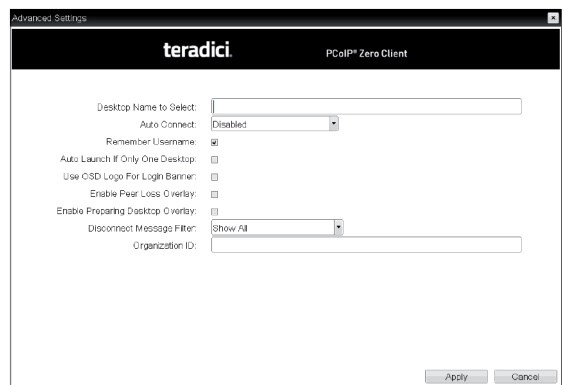 Advanced Settings
teradici.
PCoIP® Zero Client
Desktop Name to Select:
Auto Connect: Disabled
Remember Username:
Auto Launch If Only One Desktop:
Use OSD Logo For Login Banner:
Enable Peer Loss Overlay:
Enable Preparing Desktop Overlay:
Disconnect Message Filter: Show All
Organization ID:
Apply Cancel